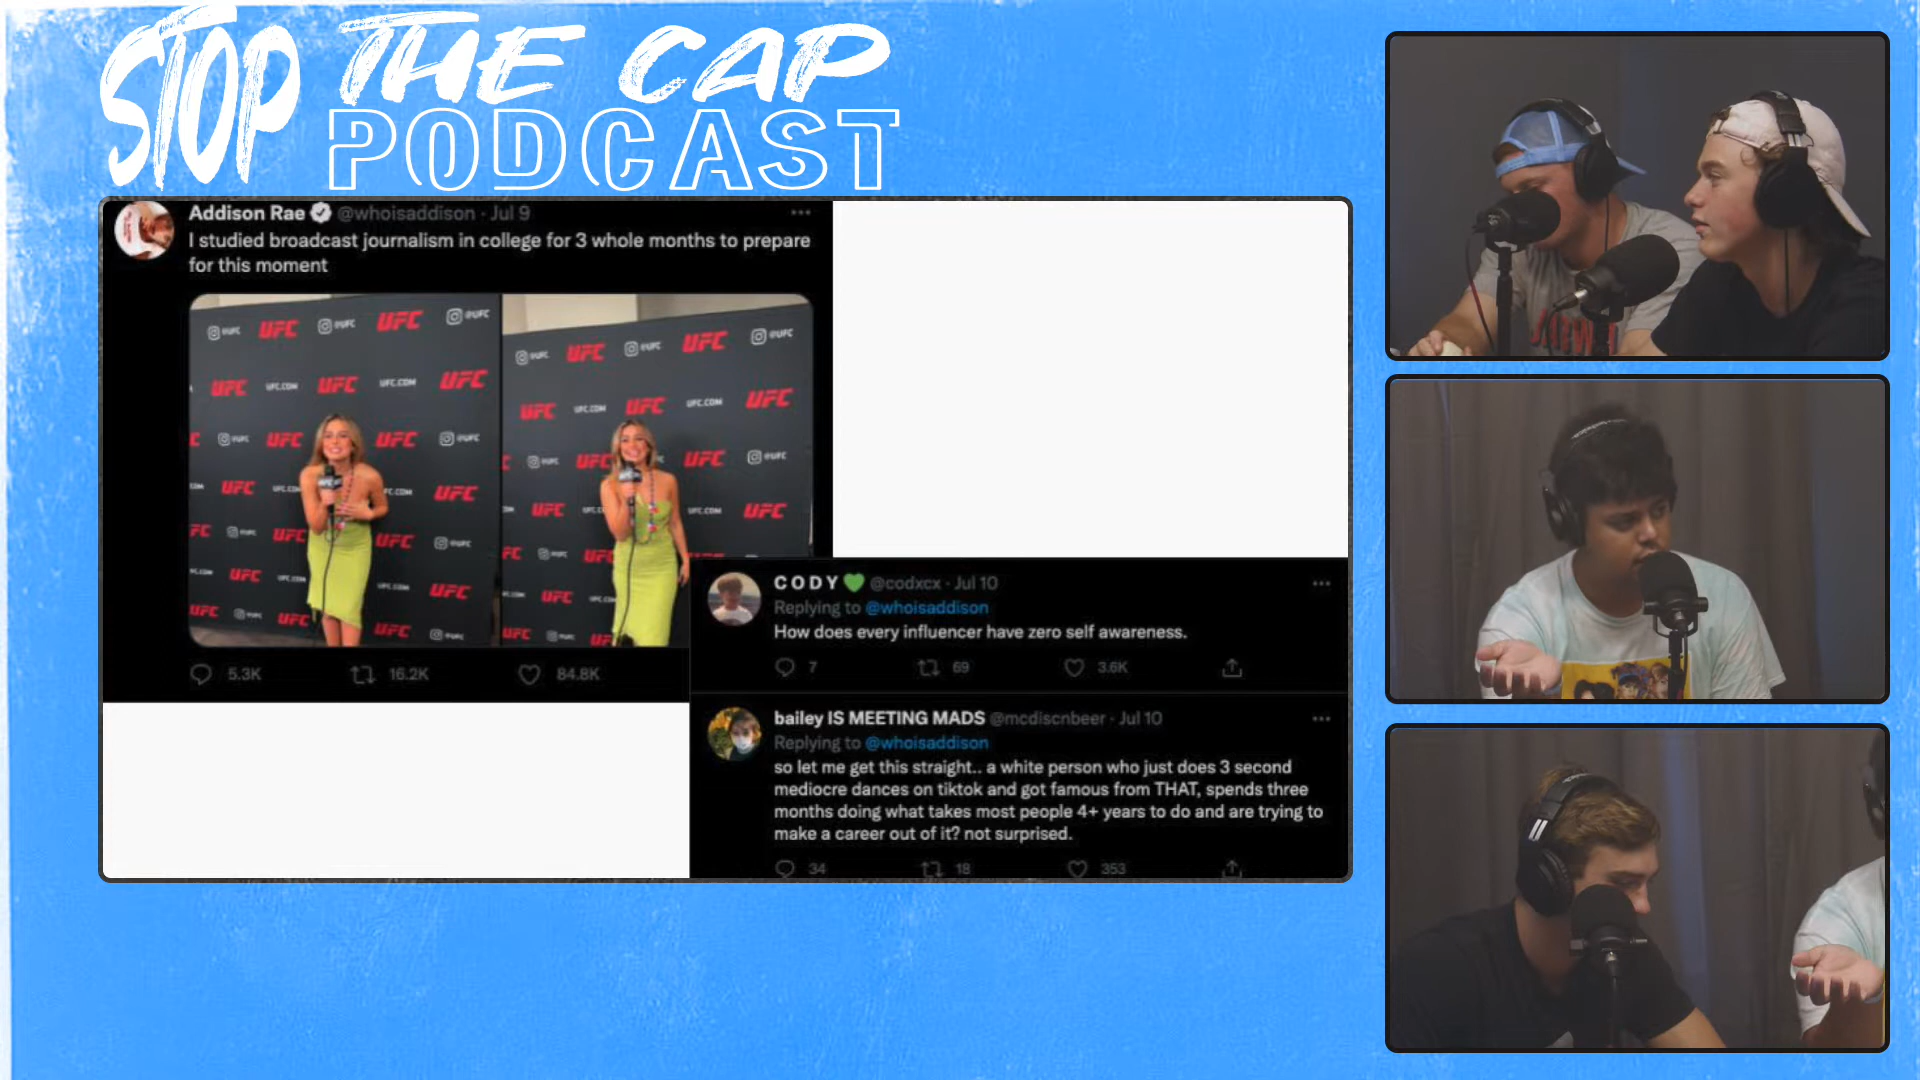 STOP THE CAP
PODCAST
Addison Rae @whoisaddison · Jul 9
I studied broadcast journalism in college for 3 whole months to prepare
for this moment
UFC
UFC.COM
@UFC
5.3K 16.2K 84.8K
C O D Y💚 @codxcx · Jul 10
Replying to @whoisaddison
How does every influencer have zero self awareness.
7 69 3.6K
bailey IS MEETING MADS @mcdiscnbeer · Jul 10
Replying to @whoisaddison
so let me get this straight.. a white person who just does 3 second
mediocre dances on tiktok and got famous from THAT, spends three
months doing what takes most people 4+ years to do and are trying to
make a career out of it? not surprised.
34 18 353